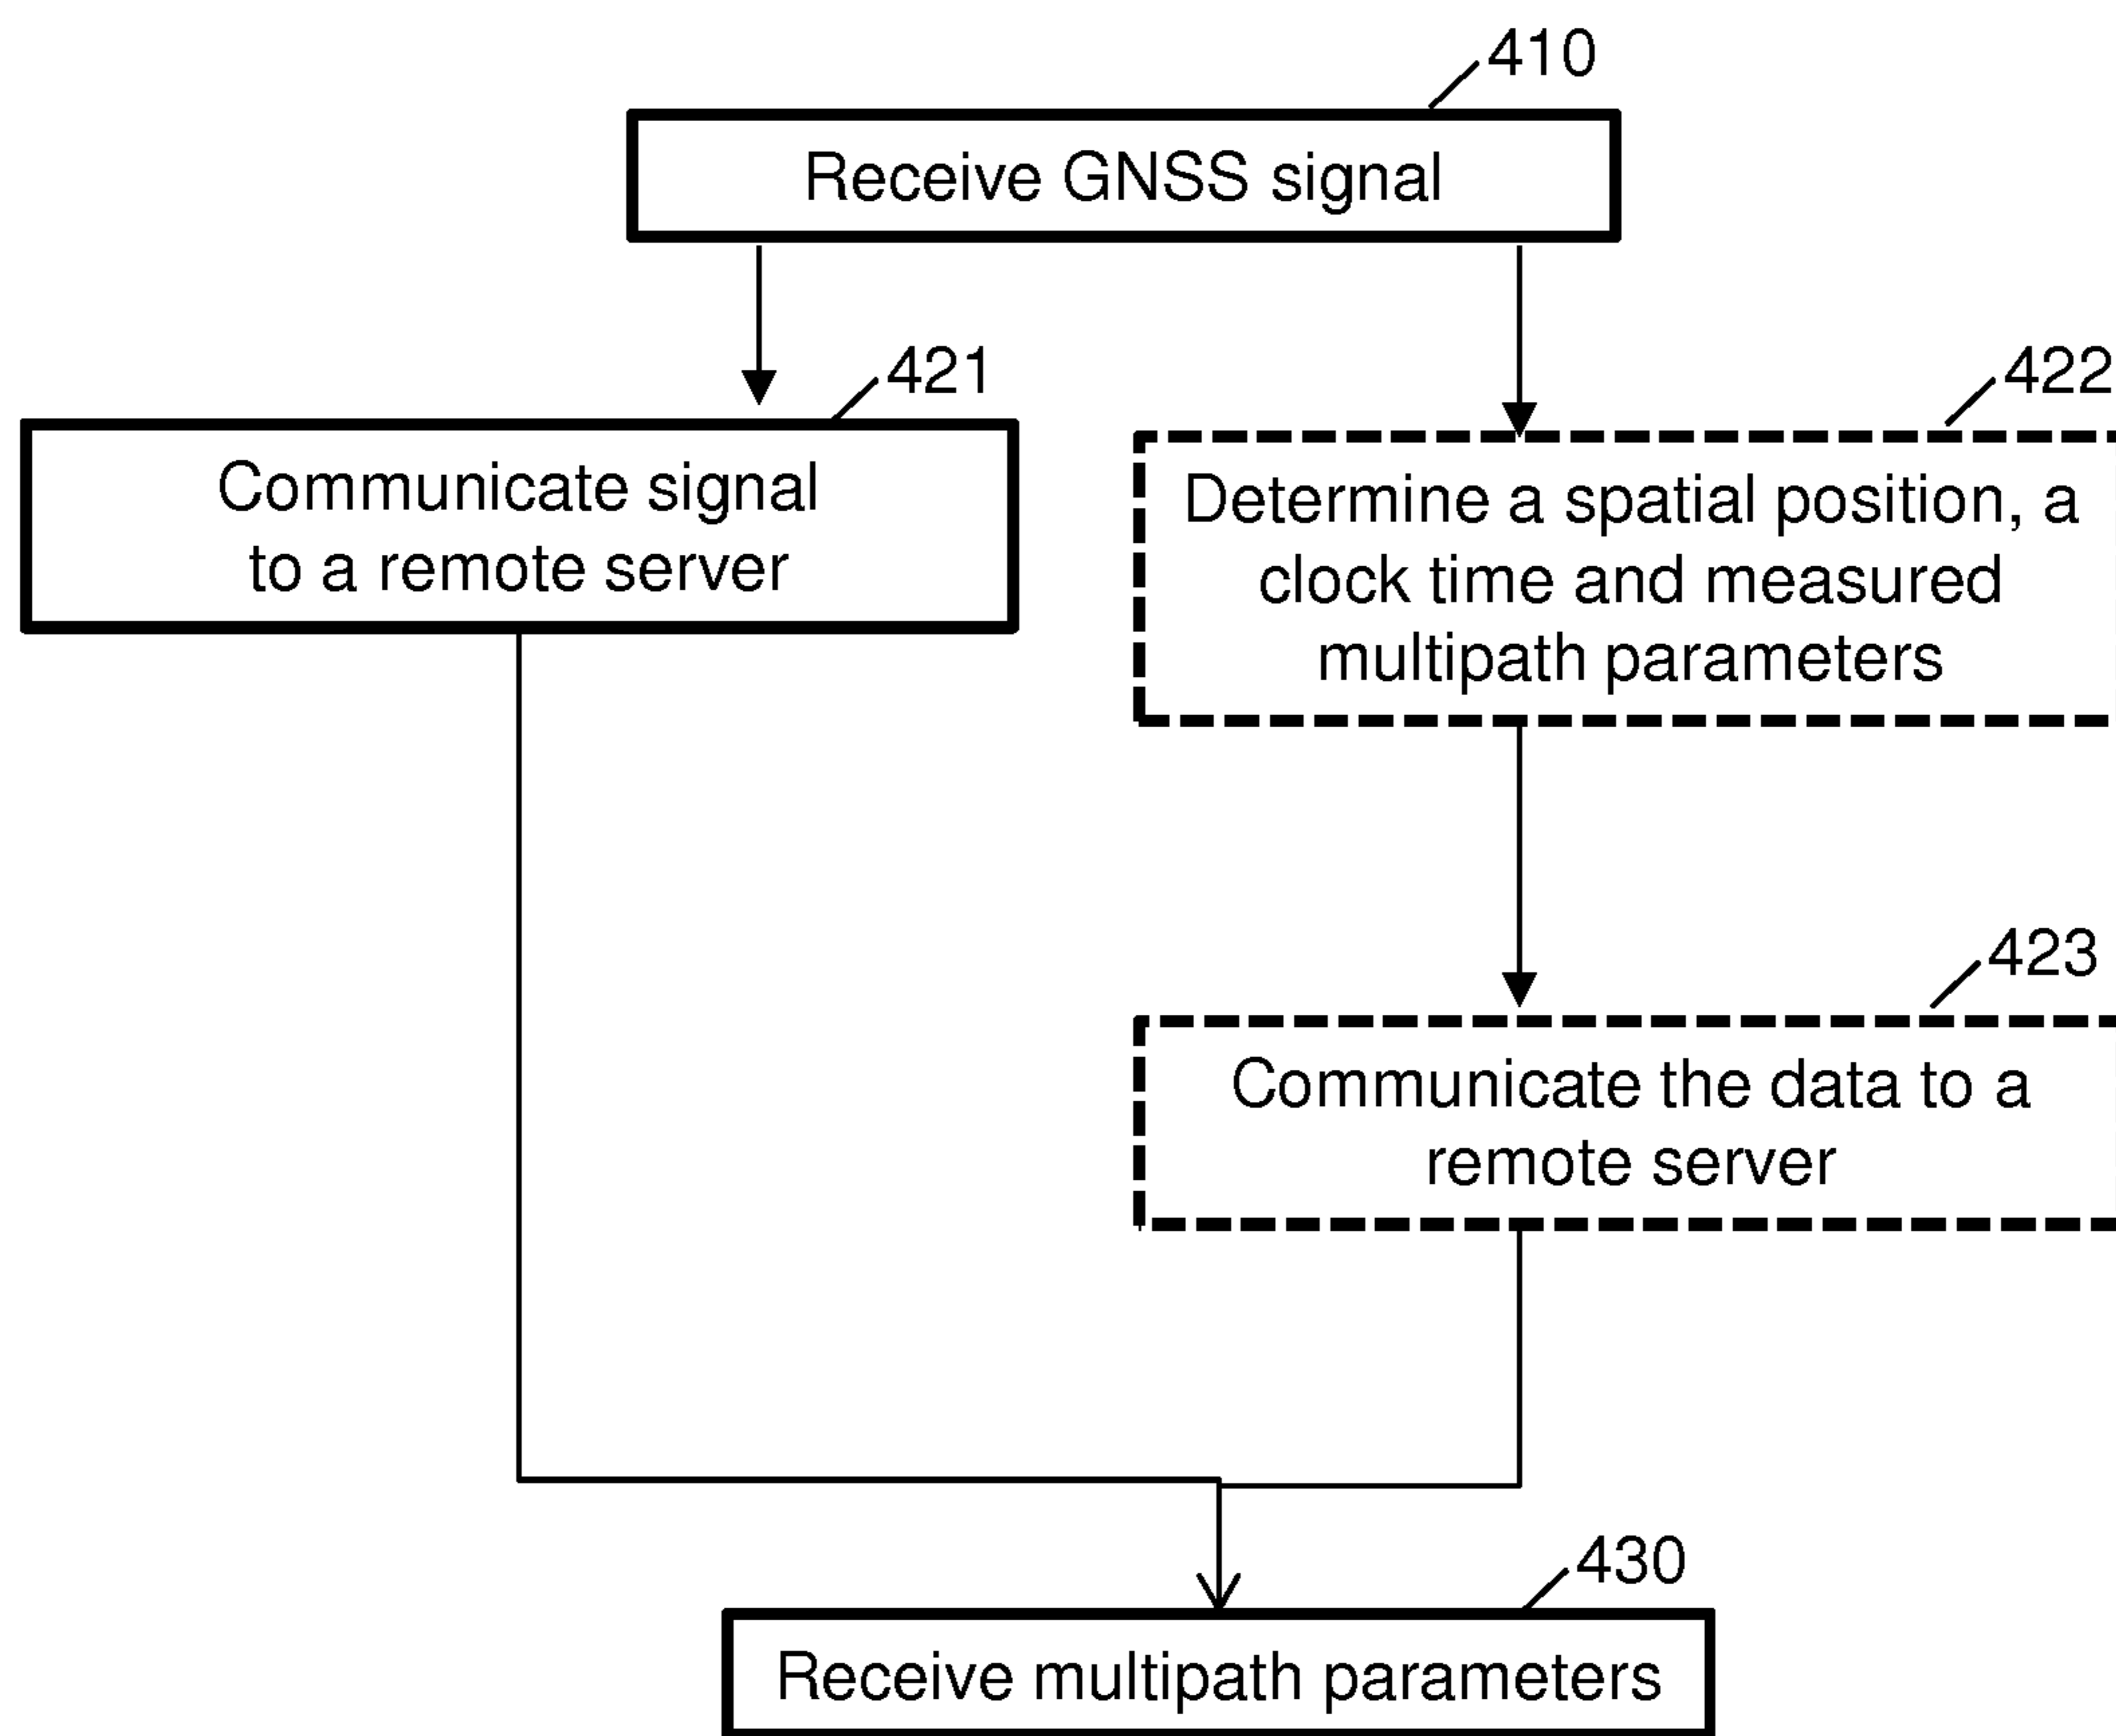 410
Receive GNSS signal
421
Communicate signal
to a remote server
422
Determine a spatial position, a
clock time and measured
multipath parameters
423
Communicate the data to a
remote server
430
Receive multipath parameters